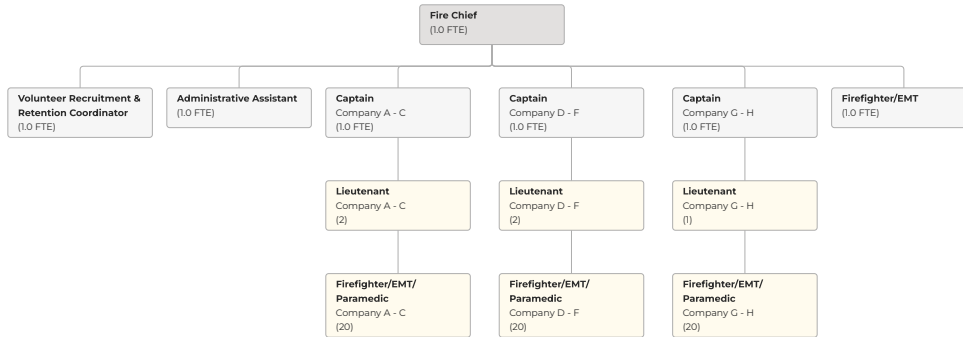 Fire Chief
(1.0 FTE)
Volunteer Recruitment &
Retention Coordinator
(1.0 FTE)
Administrative Assistant
(1.0 FTE)
Captain
Company A - C
(1.0 FTE)
Captain
Company D - F
(1.0 FTE)
Captain
Company G - H
(1.0 FTE)
Firefighter/EMT
(1.0 FTE)
Lieutenant
Company A - C
(2)
Lieutenant
Company D - F
(2)
Lieutenant
Company G - H
(1)
Firefighter/EMT/
Paramedic
Company A - C
(20)
Firefighter/EMT/
Paramedic
Company D - F
(20)
Firefighter/EMT/
Paramedic
Company G - H
(20)